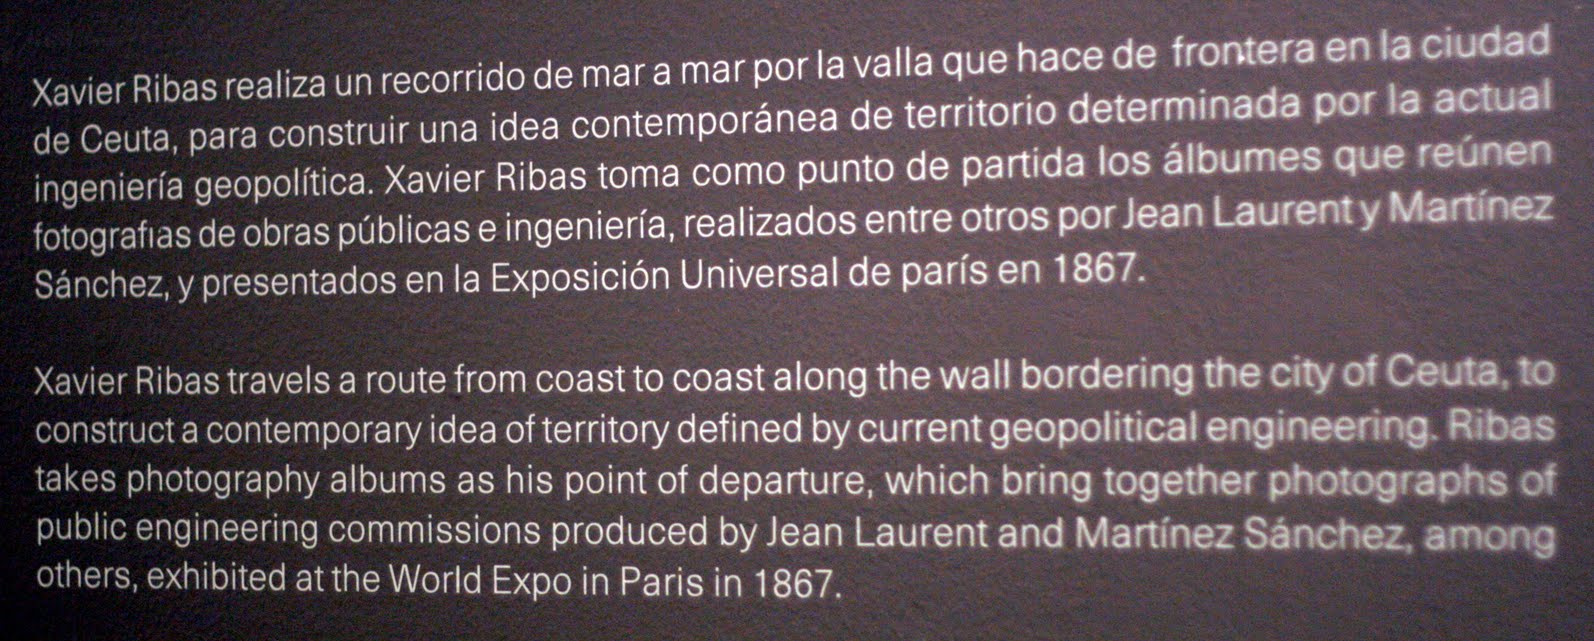 Xavier Ribas realiza un recorrido de mar a mar por la valla que hace de frontera en la ciudad
de Ceuta, para construir una idea contemporánea de territorio determinada por la actual
ingeniería geopolítica. Xavier Ribas toma como punto de partida los álbumes que reúnen
fotografias de obras públicas e ingeniería, realizados entre otros por Jean Laurent y Martínez
Sánchez, y presentados en la Exposición Universal de parís en 1867.
Xavier Ribas travels a route from coast to coast along the wall bordering the city of Ceuta, to
construct a contemporary idea of territory defined by current geopolitical engineering. Ribas
takes photography albums as his point of departure, which bring together photographs of
public engineering commissions produced by Jean Laurent and Martínez Sánchez, among
others, exhibited at the World Expo in Paris in 1867.